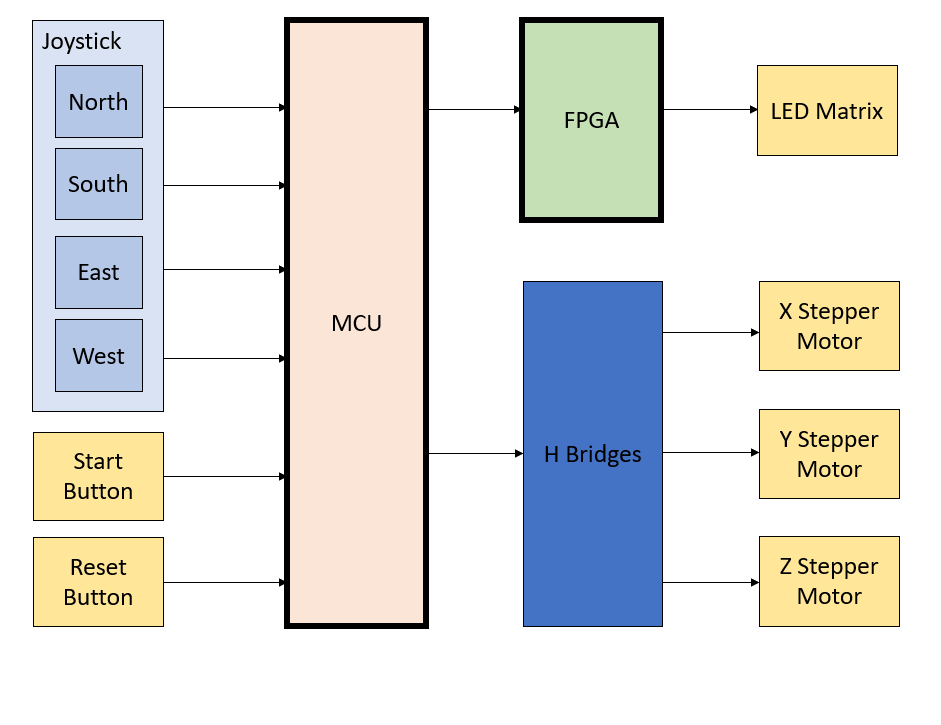 Joystick
North
South
East
West
Start
Button
Reset
Button
MCU
FPGA
H Bridges
LED Matrix
X Stepper
Motor
Y Stepper
Motor
Z Stepper
Motor